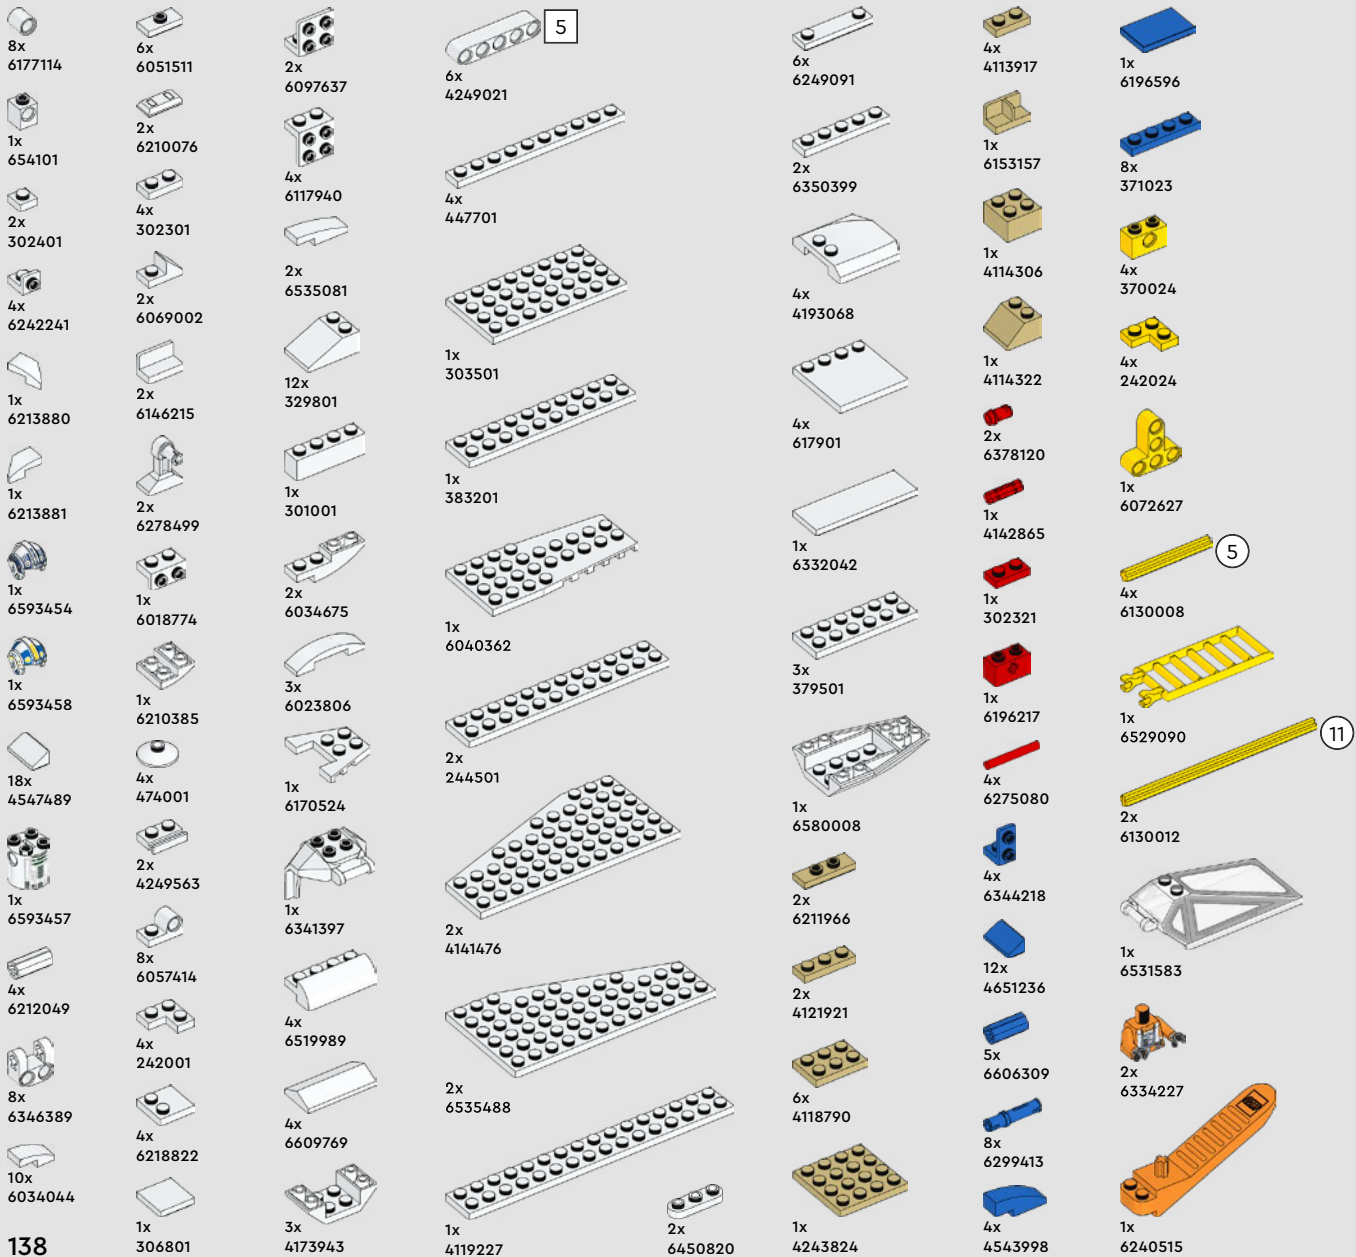 8x
6177114
1x
654101
2x
302401
4x
6242241
1x
6213880
1x
6213881
1x
6593454
1x
6593458
18x
4547489
1x
6593457
4x
6212049
8x
6346389
10x
6034044
138
6x
6051511
2x
6210076
4x
302301
2x
6069002
2x
6146215
2x
6278499
1x
6018774
1x
6210385
4x
474001
2x
4249563
8x
6057414
4x
242001
4x
6218822
1x
306801
2x
6097637
4x
6117940
2x
6535081
12x
329801
1x
301001
2x
6034675
3x
6023806
1x
6170524
1x
6341397
4x
6519989
4x
6609769
3x
4173943
5
6x
4249021
4x
447701
1x
303501
1x
383201
1x
6040362
2x
244501
2x
4141476
2x
6535488
1x
4119227
2x
6450820
6x
6249091
2x
6350399
4x
4193068
4x
617901
1x
6332042
3x
379501
1x
6580008
2x
6211966
2x
4121921
6x
4118790
1x
4243824
4x
4113917
1x
6153157
1x
4114306
1x
4114322
2x
6378120
1x
4142865
1x
302321
1x
6196217
4x
6275080
4x
6344218
12x
4651236
5x
6606309
8x
6299413
4x
4543998
1x
6196596
8x
371023
4x
370024
4x
242024
1x
6072627
5
4x
6130008
1x
6529090
11
2x
6130012
1x
6531583
2x
6334227
1x
6240515